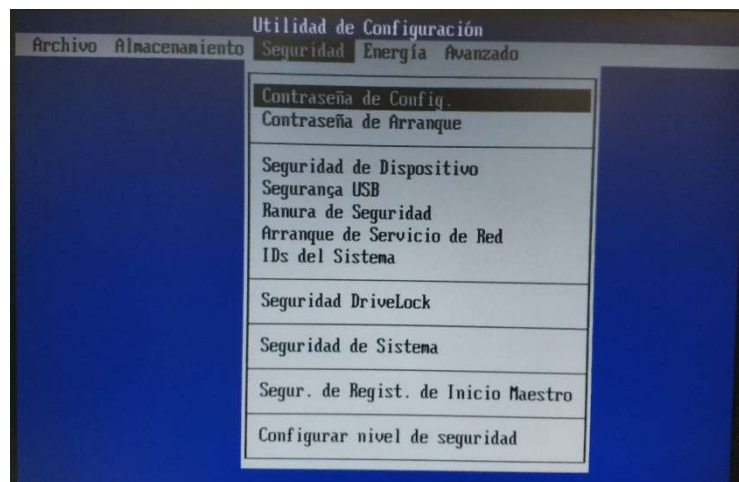 Utilidad de Configuración
Archivo Almacenamiento Seguridad Energía Avanzado
Contraseña de Config.
Contraseña de Arranque
Seguridad de Dispositivo
Segurança USB
Ranura de Seguridad
Arranque de Servicio de Red
IDs del Sistema
Seguridad DriveLock
Seguridad de Sistema
Segur. de Regist. de Inicio Maestro
Configurar nivel de seguridad